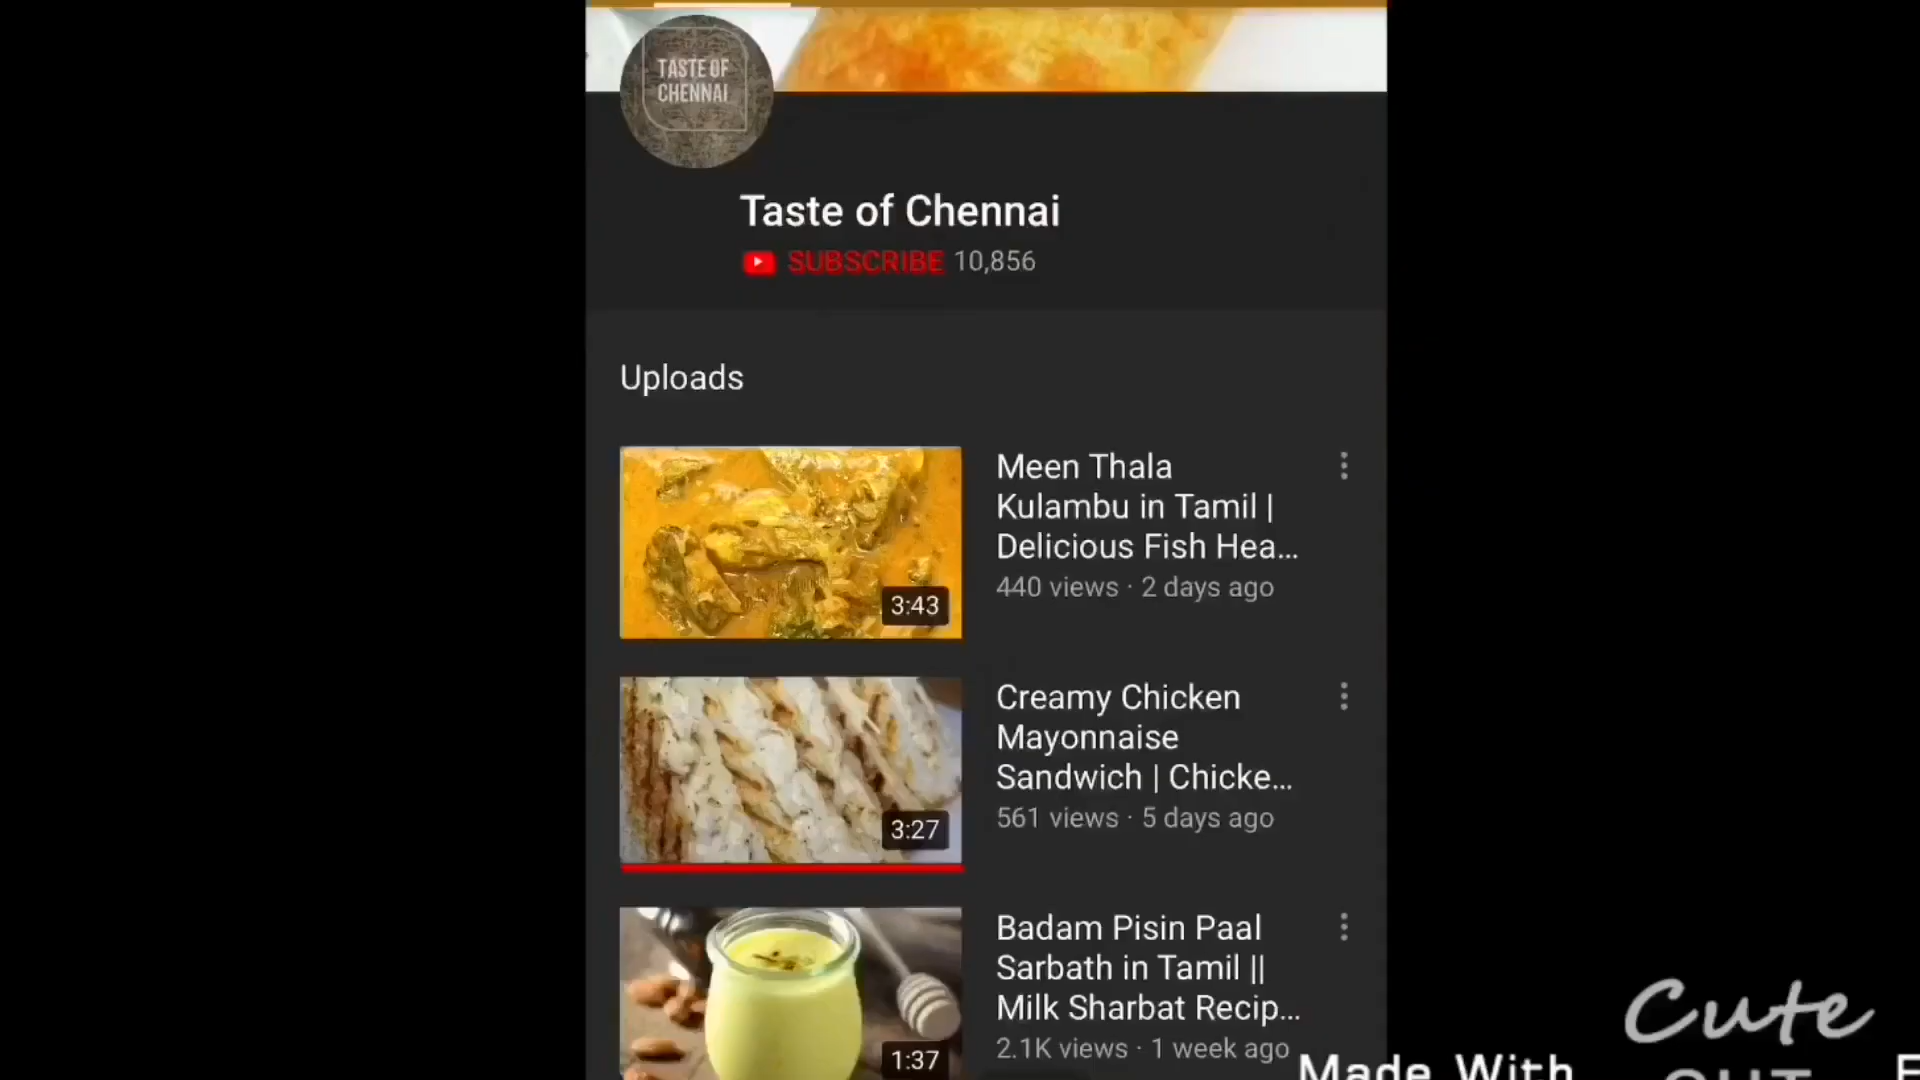 TASTE OF
CHENNAI
Taste of Chennai
SUBSCRIBE 10,856
Uploads
Meen Thala
Kulambu in Tamil |
Delicious Fish Hea...
440 views · 2 days ago
3:43
Creamy Chicken
Mayonnaise
Sandwich | Chicke...
561 views · 5 days ago
3:27
Badam Pisin Paal
Sarbath in Tamil ||
Milk Sharbat Recip...
2.1K views · 1 week ago
1:37
Made With
Cute
CUT